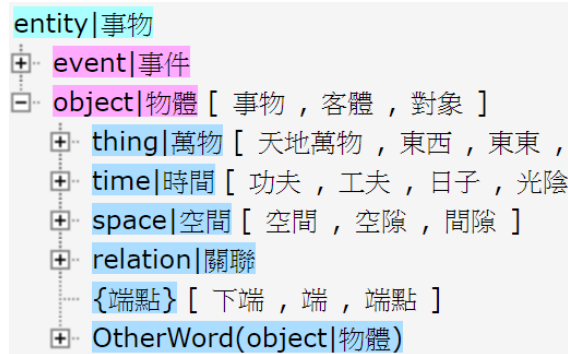 entity|事物
event|事件
object|物體 [ 事物 , 客體 , 對象 ]
thing|萬物 [ 天地萬物 , 東西 , 東東 ,
time|時間 [ 功夫 , 工夫 , 日子 , 光陰
space|空間 [ 空間 , 空隙 , 間隙 ]
relation|關聯
{端點} [ 下端 , 端 , 端點 ]
OtherWord(object|物體)